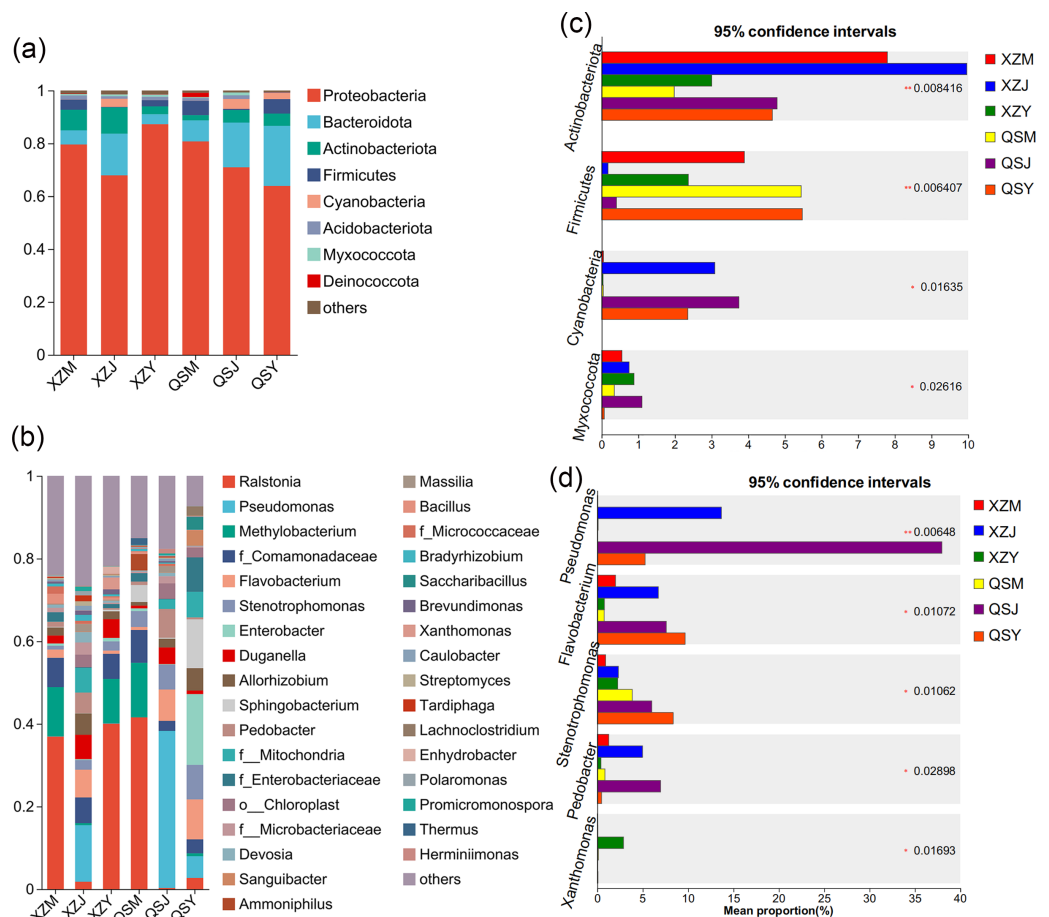 (a)
1
0.8
0.6
0.4
0.2
0
XZM
XZJ
XZY
QSM
QSJ
QSY
Proteobacteria
Bacteroidota
Actinobacteriota
Firmicutes
Cyanobacteria
Acidobacteriota
Myxococcota
Deinococcota
others
(c)
95% confidence intervals
Actinobacteriota
** 0.008416
Firmicutes
** 0.006407
Cyanobacteria
* 0.01635
Myxococcota
* 0.02616
0 1 2 3 4 5 6 7 8 9 10
XZM
XZJ
XZY
QSM
QSJ
QSY
(b)
1
0.8
0.6
0.4
0.2
0
XZM
XZJ
XZY
QSM
QSJ
QSY
Ralstonia
Pseudomonas
Methylobacterium
f_Comamonadaceae
Flavobacterium
Stenotrophomonas
Enterobacter
Duganella
Allorhizobium
Sphingobacterium
Pedobacter
f__Mitochondria
f_Enterobacteriaceae
o__Chloroplast
f__Microbacteriaceae
Devosia
Sanguibacter
Ammoniphilus
Massilia
Bacillus
f_Micrococcaceae
Bradyrhizobium
Saccharibacillus
Brevundimonas
Xanthomonas
Caulobacter
Streptomyces
Tardiphaga
Lachnoclostridium
Enhydrobacter
Polaromonas
Promicromonospora
Thermus
Herminiimonas
others
(d)
95% confidence intervals
Pseudomonas
** 0.00648
Flavobacterium
* 0.01072
Stenotrophomonas
* 0.01062
Pedobacter
* 0.02898
Xanthomonas
* 0.01693
0 5 10 15 20 25 30 35 40
Mean proportion(%)
XZM
XZJ
XZY
QSM
QSJ
QSY